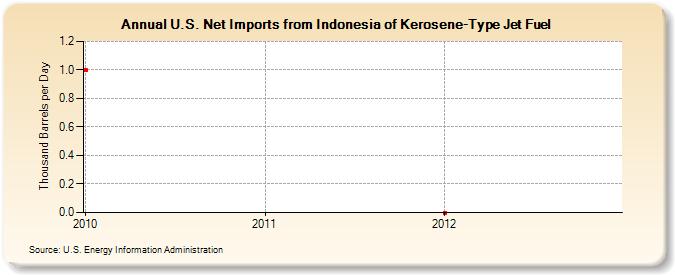 Annual U.S. Net Imports from Indonesia of Kerosene-Type Jet Fuel
Thousand Barrels per Day
1.2
1.0
0.8
0.6
0.4
0.2
0.0
2010 2011 2012
Source: U.S. Energy Information Administration